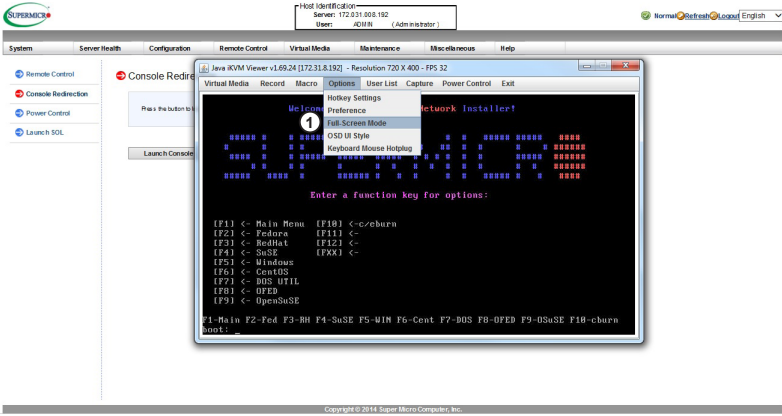 SUPERMICR
Host Identification
Server: 172.031.008.192
User: ADMIN (Administrator)
Normal Refresh Logout English
System Server Health Configuration Remote Control Virtual Media Maintenance Miscellaneous Help
Remote Control
Console Redirection
Power Control
Launch SOL
Console Redire
Press the button to l
Launch Console
Java iKVM Viewer v1.69.24 [172.31.8.192] - Resolution 720 X 400 - FPS 32
Virtual Media Record Macro Options User List Capture Power Control Exit
Hotkey Settings
Preference
Full-Screen Mode
OSD UI Style
Keyboard Mouse Hotplug
1
Welcom Network Installer!
SUPERMICRO
Enter a function key for options:
[F1] <- Main Menu [F10] <-c/eburn
[F2] <- Fedora [F11] <-
[F3] <- RedHat [F12] <-
[F4] <- SuSE [FXX] <-
[F5] <- Windows
[F6] <- CentOS
[F7] <- DOS UTIL
[F8] <- OFED
[F9] <- OpenSuSE
F1-Main F2-Fed F3-RH F4-SuSE F5-WIN F6-Cent F7-DOS F8-OFED F9-OSuSE F10-cburn
boot: _
Copyright © 2014 Super Micro Computer, Inc.